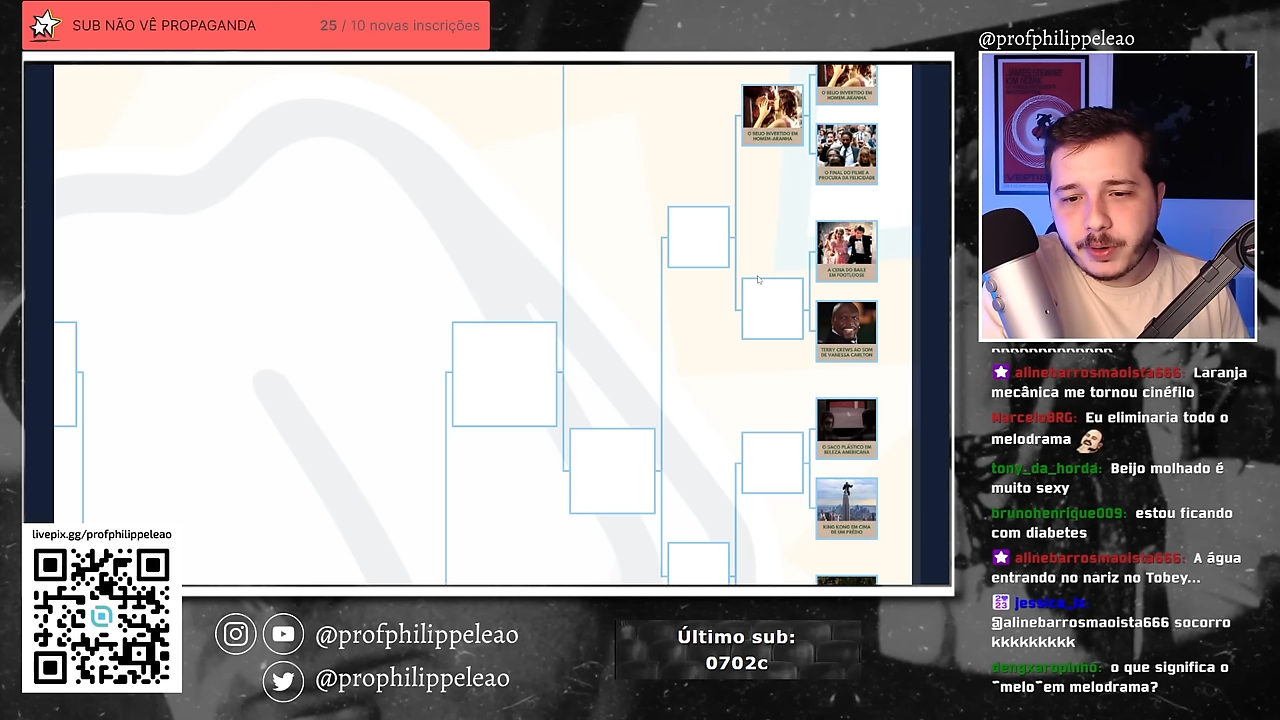 SUB NÃO VÊ PROPAGANDA
25 / 10 novas inscrições
@profphilippeleao
O BEIJO INVERTIDO EM
HOMEM-ARANHA
O BEIJO INVERTIDO EM
HOMEM-ARANHA
O FINAL DO FILME A
PROCURA DA FELICIDADE
A CENA DO BAILE
EM FOOTLOOSE
TERRY CREWS AO SOM
DE VANESSA CARLTON
O SACO PLÁSTICO EM
BELEZA AMERICANA
KING KONG EM CIMA
DE UM PRÉDIO
VERTIGO
alinebarrosmaoista666: Laranja
mecânica me tornou cinéfilo
MarceloBRG: Eu eliminaria todo o
melodrama
tony_da_horda: Beijo molhado é
muito sexy
brunohenrique009: estou ficando
com diabetes
alinebarrosmaoista666: A água
entrando no nariz no Tobey...
@alinebarrosmaoista666 socorro
kkkkkkkkk
dengxaropinho: o que significa o
~melo~em melodrama?
livepix.gg/profphilippeleao
@profphilippeleao
@prophilippeleao
Último sub:
0702c